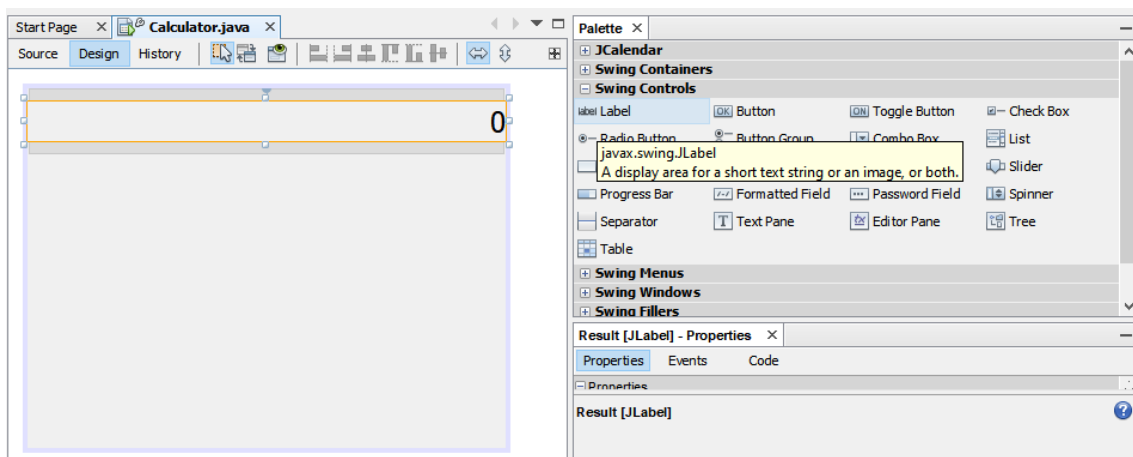 Start Page
Calculator.java
Source Design History
0
Palette
JCalendar
Swing Containers
Swing Controls
label Label
OK Button
ON Toggle Button
Check Box
Radio Button
Button Group
Combo Box
List
javax.swing.JLabel
A display area for a short text string or an image, or both.
Slider
Progress Bar
Formatted Field
Password Field
Spinner
Separator
T Text Pane
Editor Pane
Tree
Table
Swing Menus
Swing Windows
Swing Fillers
Result [JLabel] - Properties
Properties Events Code
Properties
Result [JLabel]